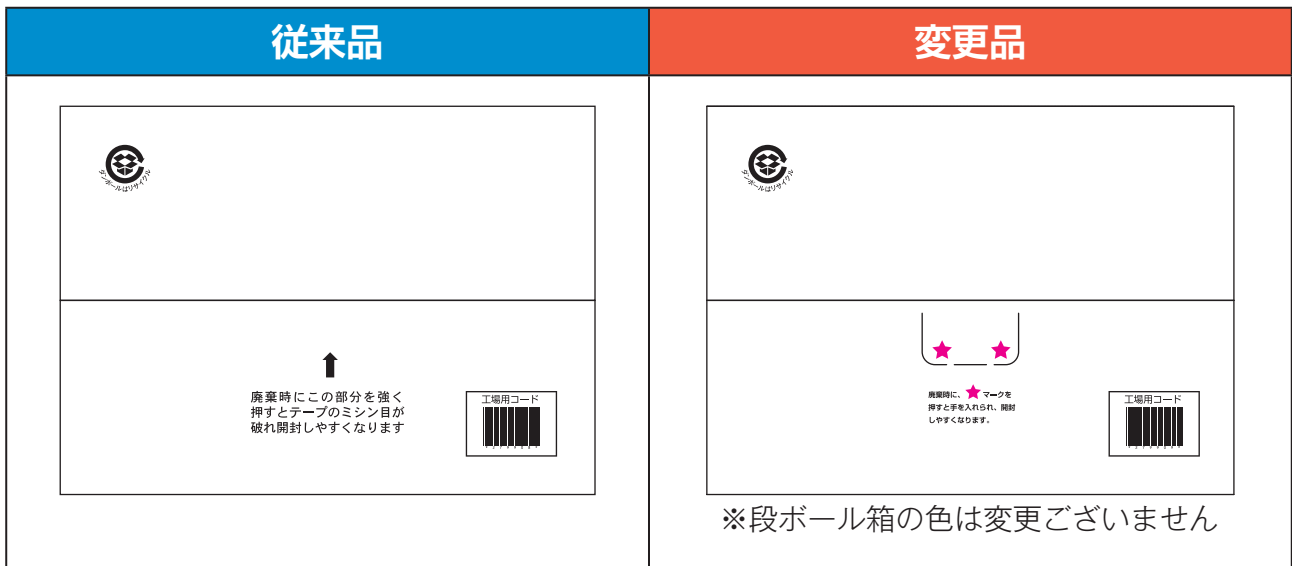 従来品
変更品
ダンボールはリサイクル
ダンボールはリサイクル
廃棄時にこの部分を強く
押すとテープのミシン目が
破れ開封しやすくなります
工場用コード
廃棄時に、★マークを
押すと手を入れられ、開封
しやすくなります。
工場用コード
※段ボール箱の色は変更ございません